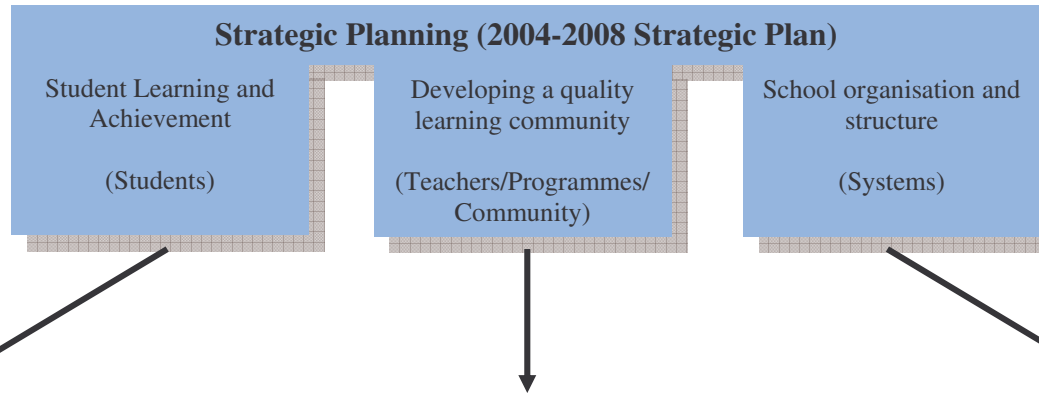 Strategic Planning (2004-2008 Strategic Plan)
Student Learning and
Achievement
(Students)
Developing a quality
learning community
(Teachers/Programmes/
Community)
School organisation and
structure
(Systems)